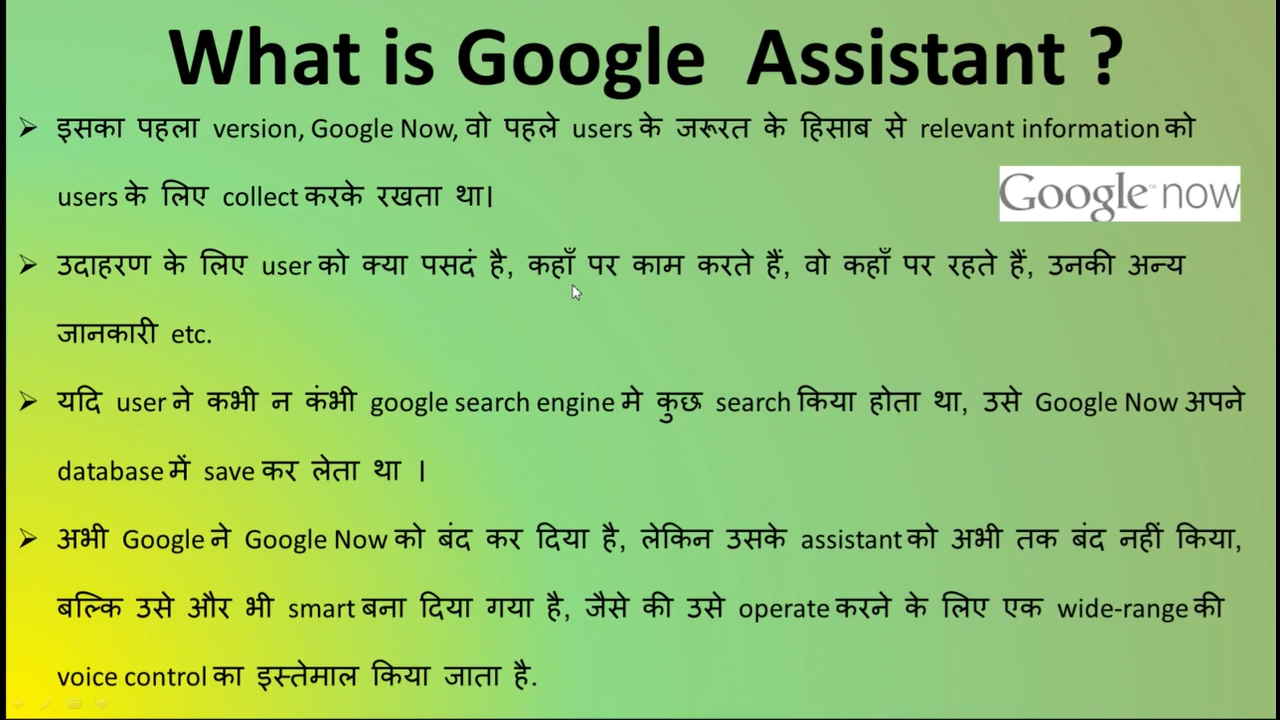 What is Google Assistant ?
➢ इसका पहला version, Google Now, वो पहले users के जरूरत के हिसाब से relevant information को
users के लिए collect करके रखता था।
Google™ now
➢ उदाहरण के लिए user को क्या पसदं है, कहाँ पर काम करते हैं, वो कहाँ पर रहते हैं, उनकी अन्य
जानकारी etc.
➢ यदि user ने कभी न कंभी google search engine मे कुछ search किया होता था, उसे Google Now अपने
database में save कर लेता था ।
➢ अभी Google ने Google Now को बंद कर दिया है, लेकिन उसके assistant को अभी तक बंद नहीं किया,
बल्कि उसे और भी smart बना दिया गया है, जैसे की उसे operate करने के लिए एक wide-range की
voice control का इस्तेमाल किया जाता है.